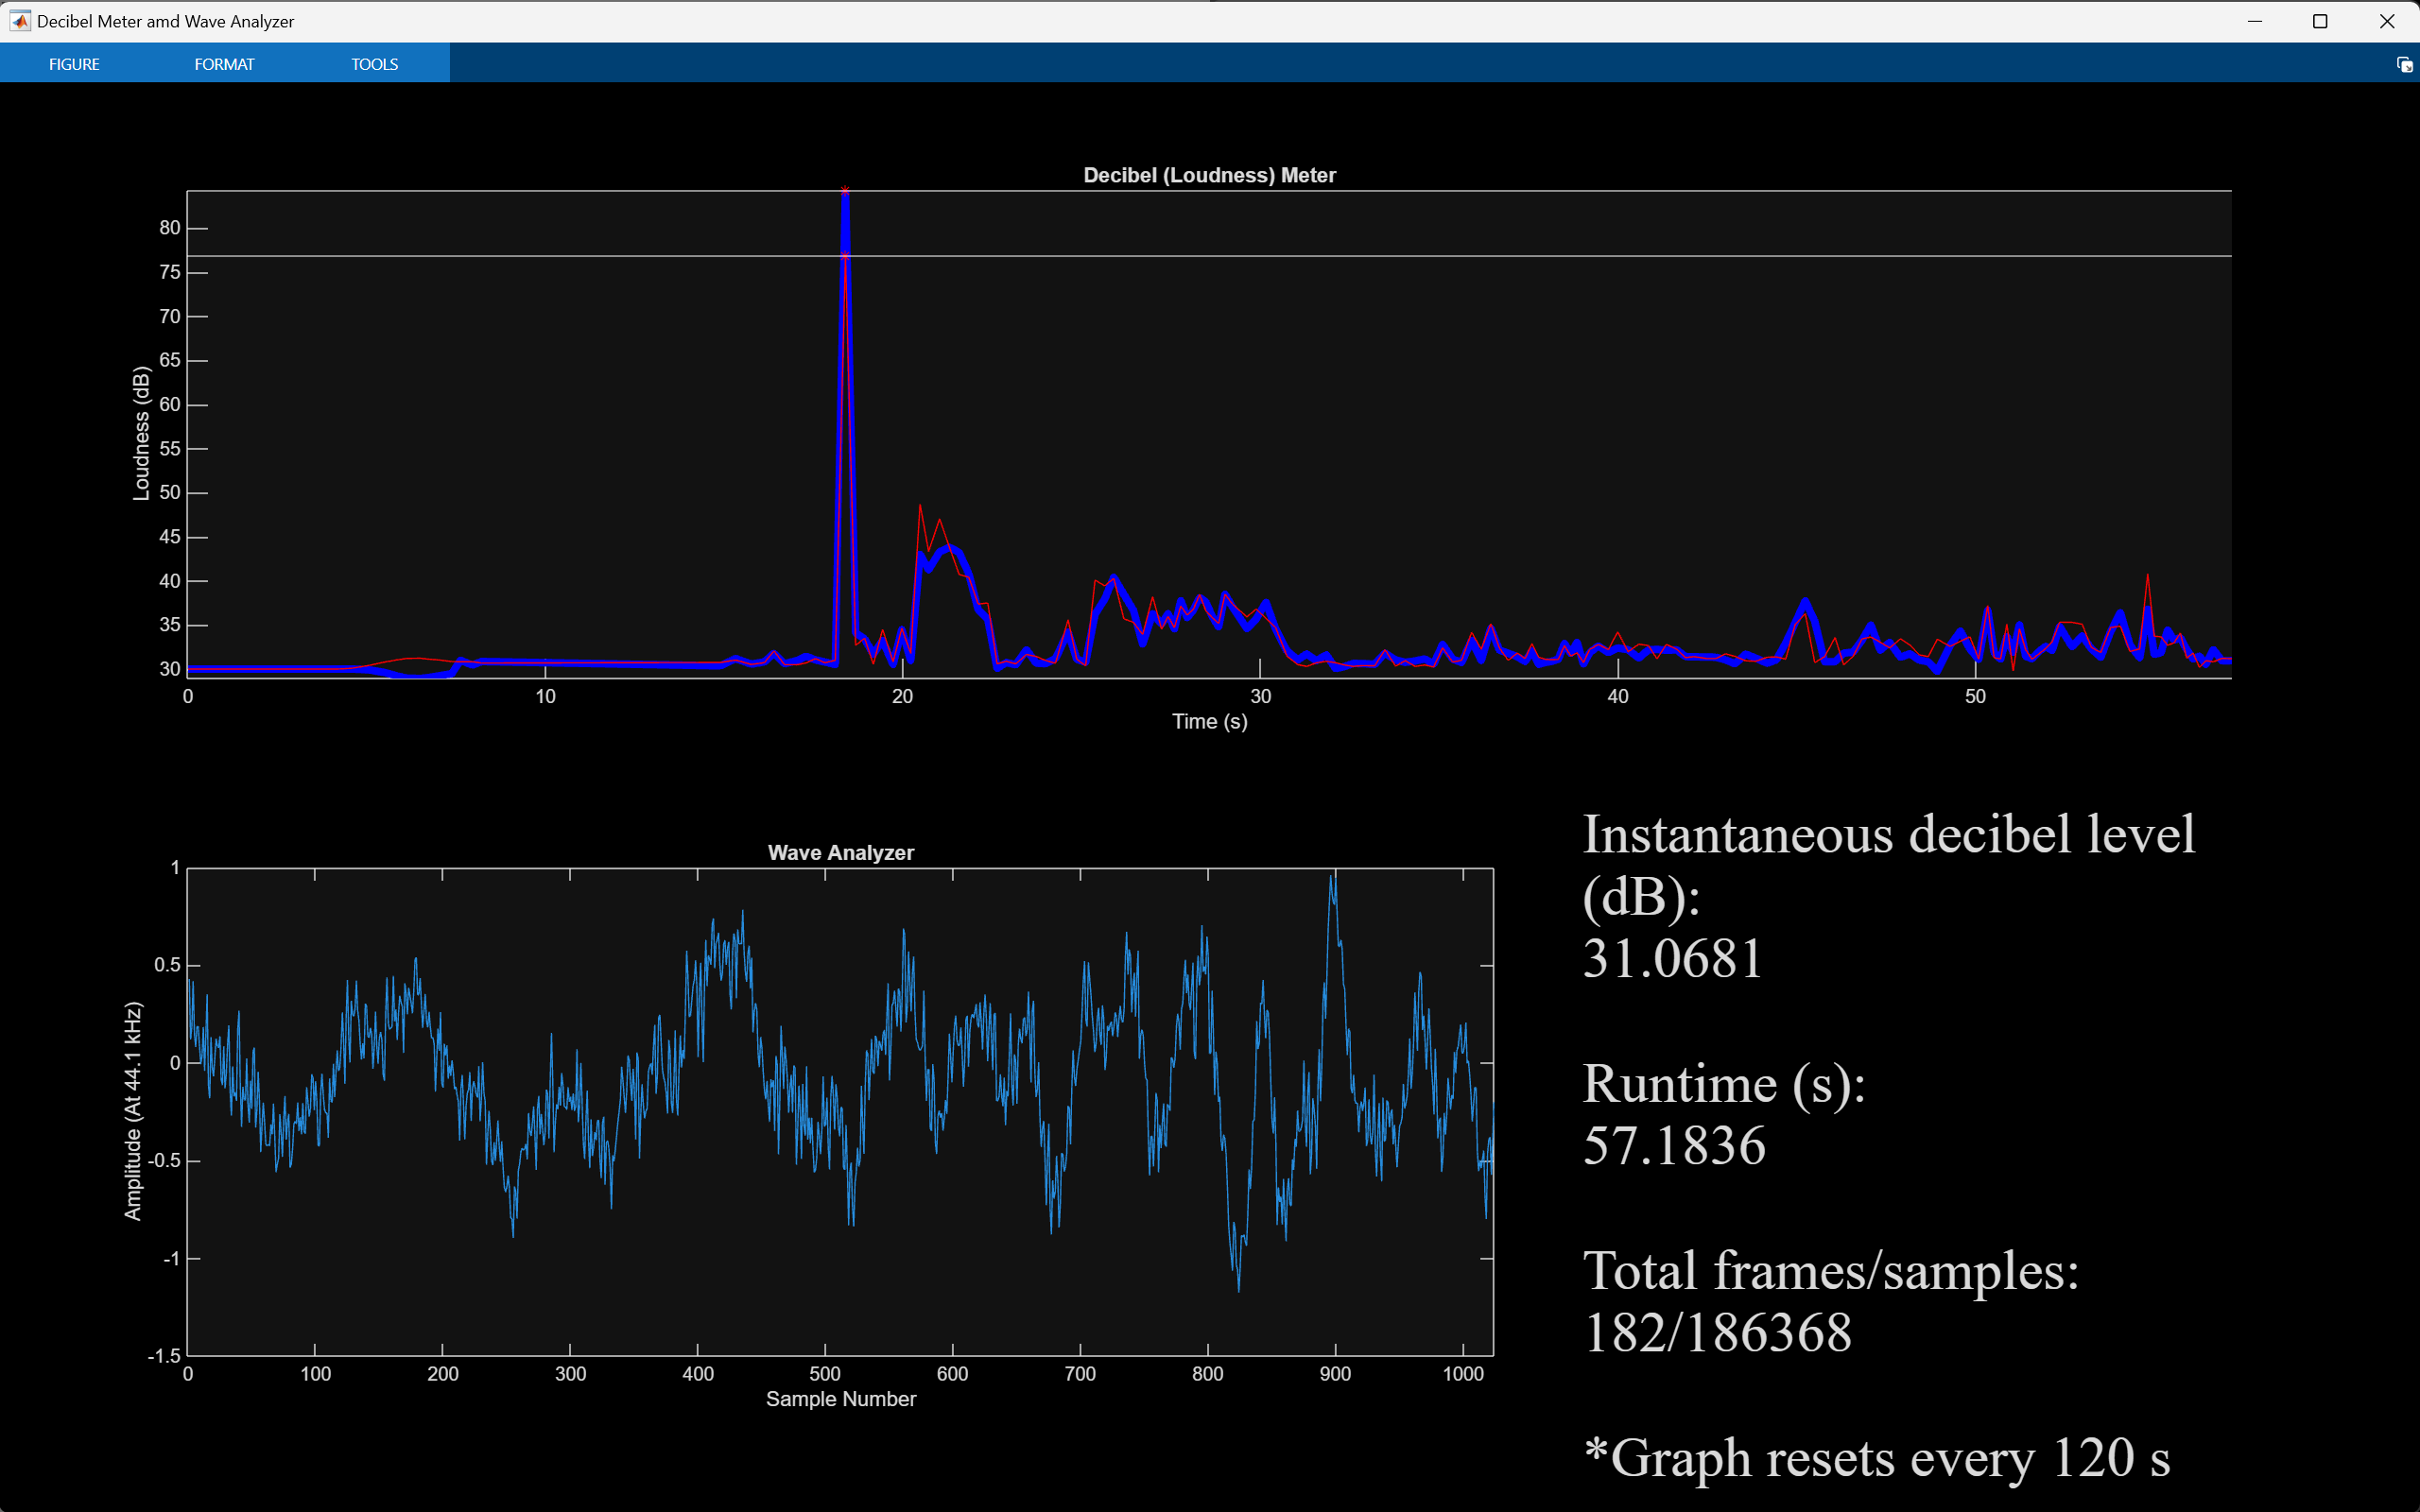 Decibel Meter amd Wave Analyzer
FIGURE FORMAT TOOLS
Decibel (Loudness) Meter
80
75
70
65
60
55
50
45
40
35
30
Loudness (dB)
0 10 20 30 40 50
Time (s)
Wave Analyzer
1
0.5
0
-0.5
-1
-1.5
Amplitude (At 44.1 kHz)
0 100 200 300 400 500 600 700 800 900 1000
Sample Number
Instantaneous decibel level
(dB):
31.0681
Runtime (s):
57.1836
Total frames/samples:
182/186368
*Graph resets every 120 s